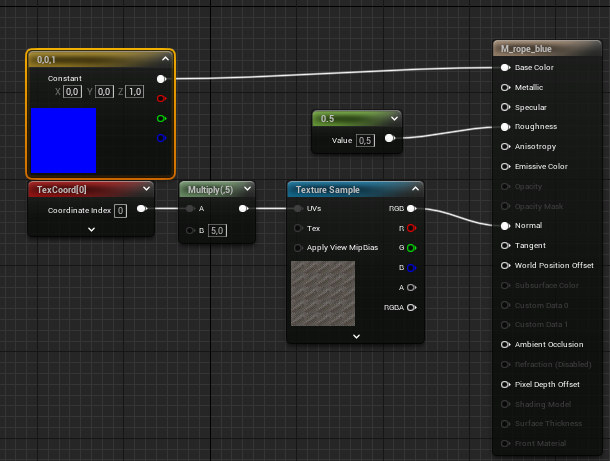 0,0,1
Constant
X 0,0 Y 0,0 Z 1,0
TexCoord[0]
Coordinate Index 0
Multiply(,5)
A
B 5,0
0.5
Value 0,5
Texture Sample
UVs RGB
Tex R
Apply View MipBias G
B
A
RGBA
M_rope_blue
Base Color
Metallic
Specular
Roughness
Anisotropy
Emissive Color
Opacity
Opacity Mask
Normal
Tangent
World Position Offset
Subsurface Color
Custom Data 0
Custom Data 1
Ambient Occlusion
Refraction (Disabled)
Pixel Depth Offset
Shading Model
Surface Thickness
Front Material